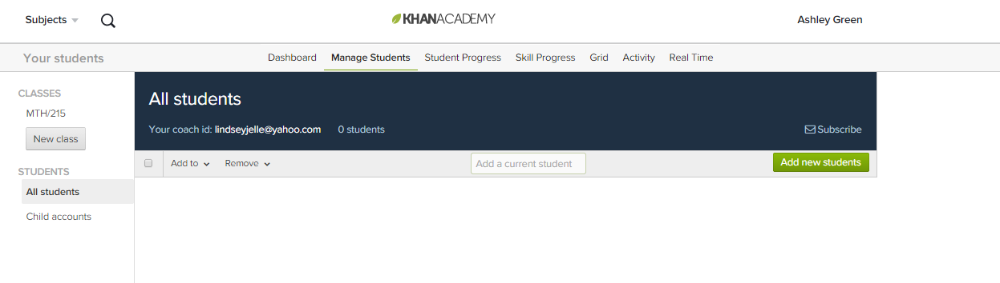 Subjects
KHANACADEMY
Ashley Green
Your students
Dashboard Manage Students Student Progress Skill Progress Grid Activity Real Time
CLASSES
MTH/215
New class
STUDENTS
All students
Child accounts
All students
Your coach id: lindseyjelle@yahoo.com 0 students
Subscribe
Add to Remove
Add a current student
Add new students